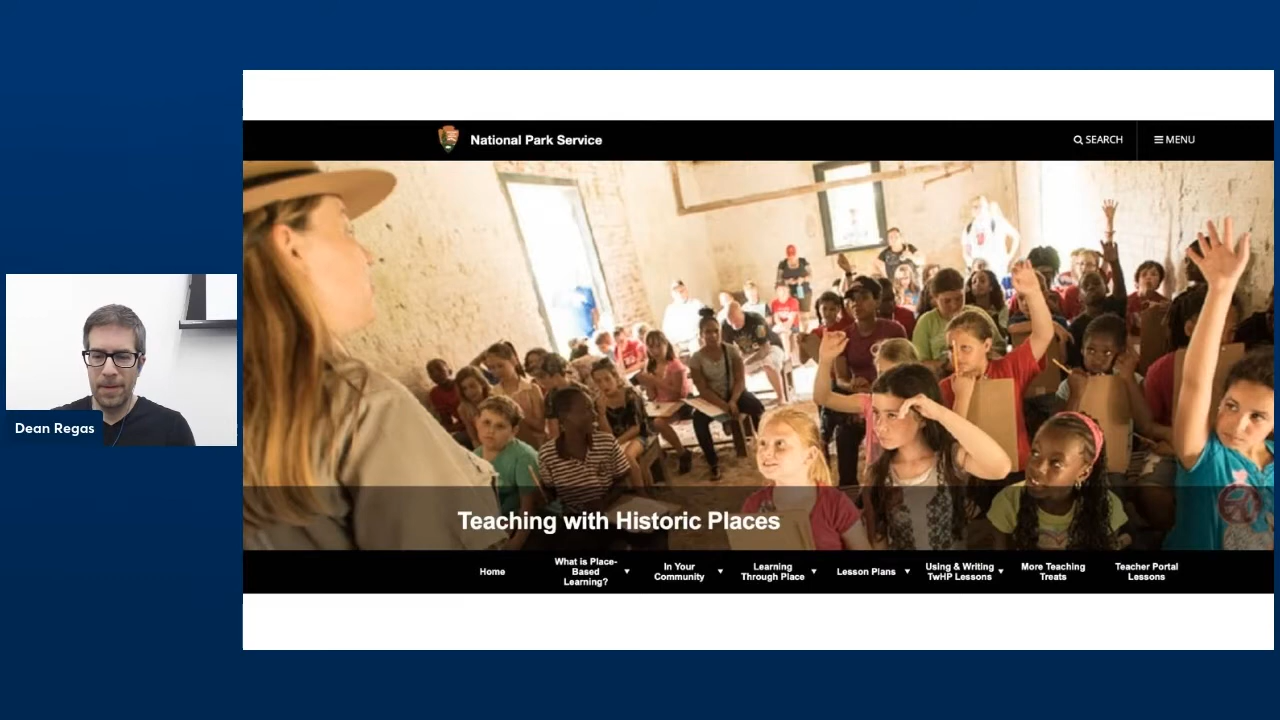 National Park Service
SEARCH
MENU
Teaching with Historic Places
Home
What is Place-
Based
Learning?
In Your
Community
Learning
Through Place
Lesson Plans
Using & Writing
TwHP Lessons
More Teaching
Treats
Teacher Portal
Lessons
Dean Regas